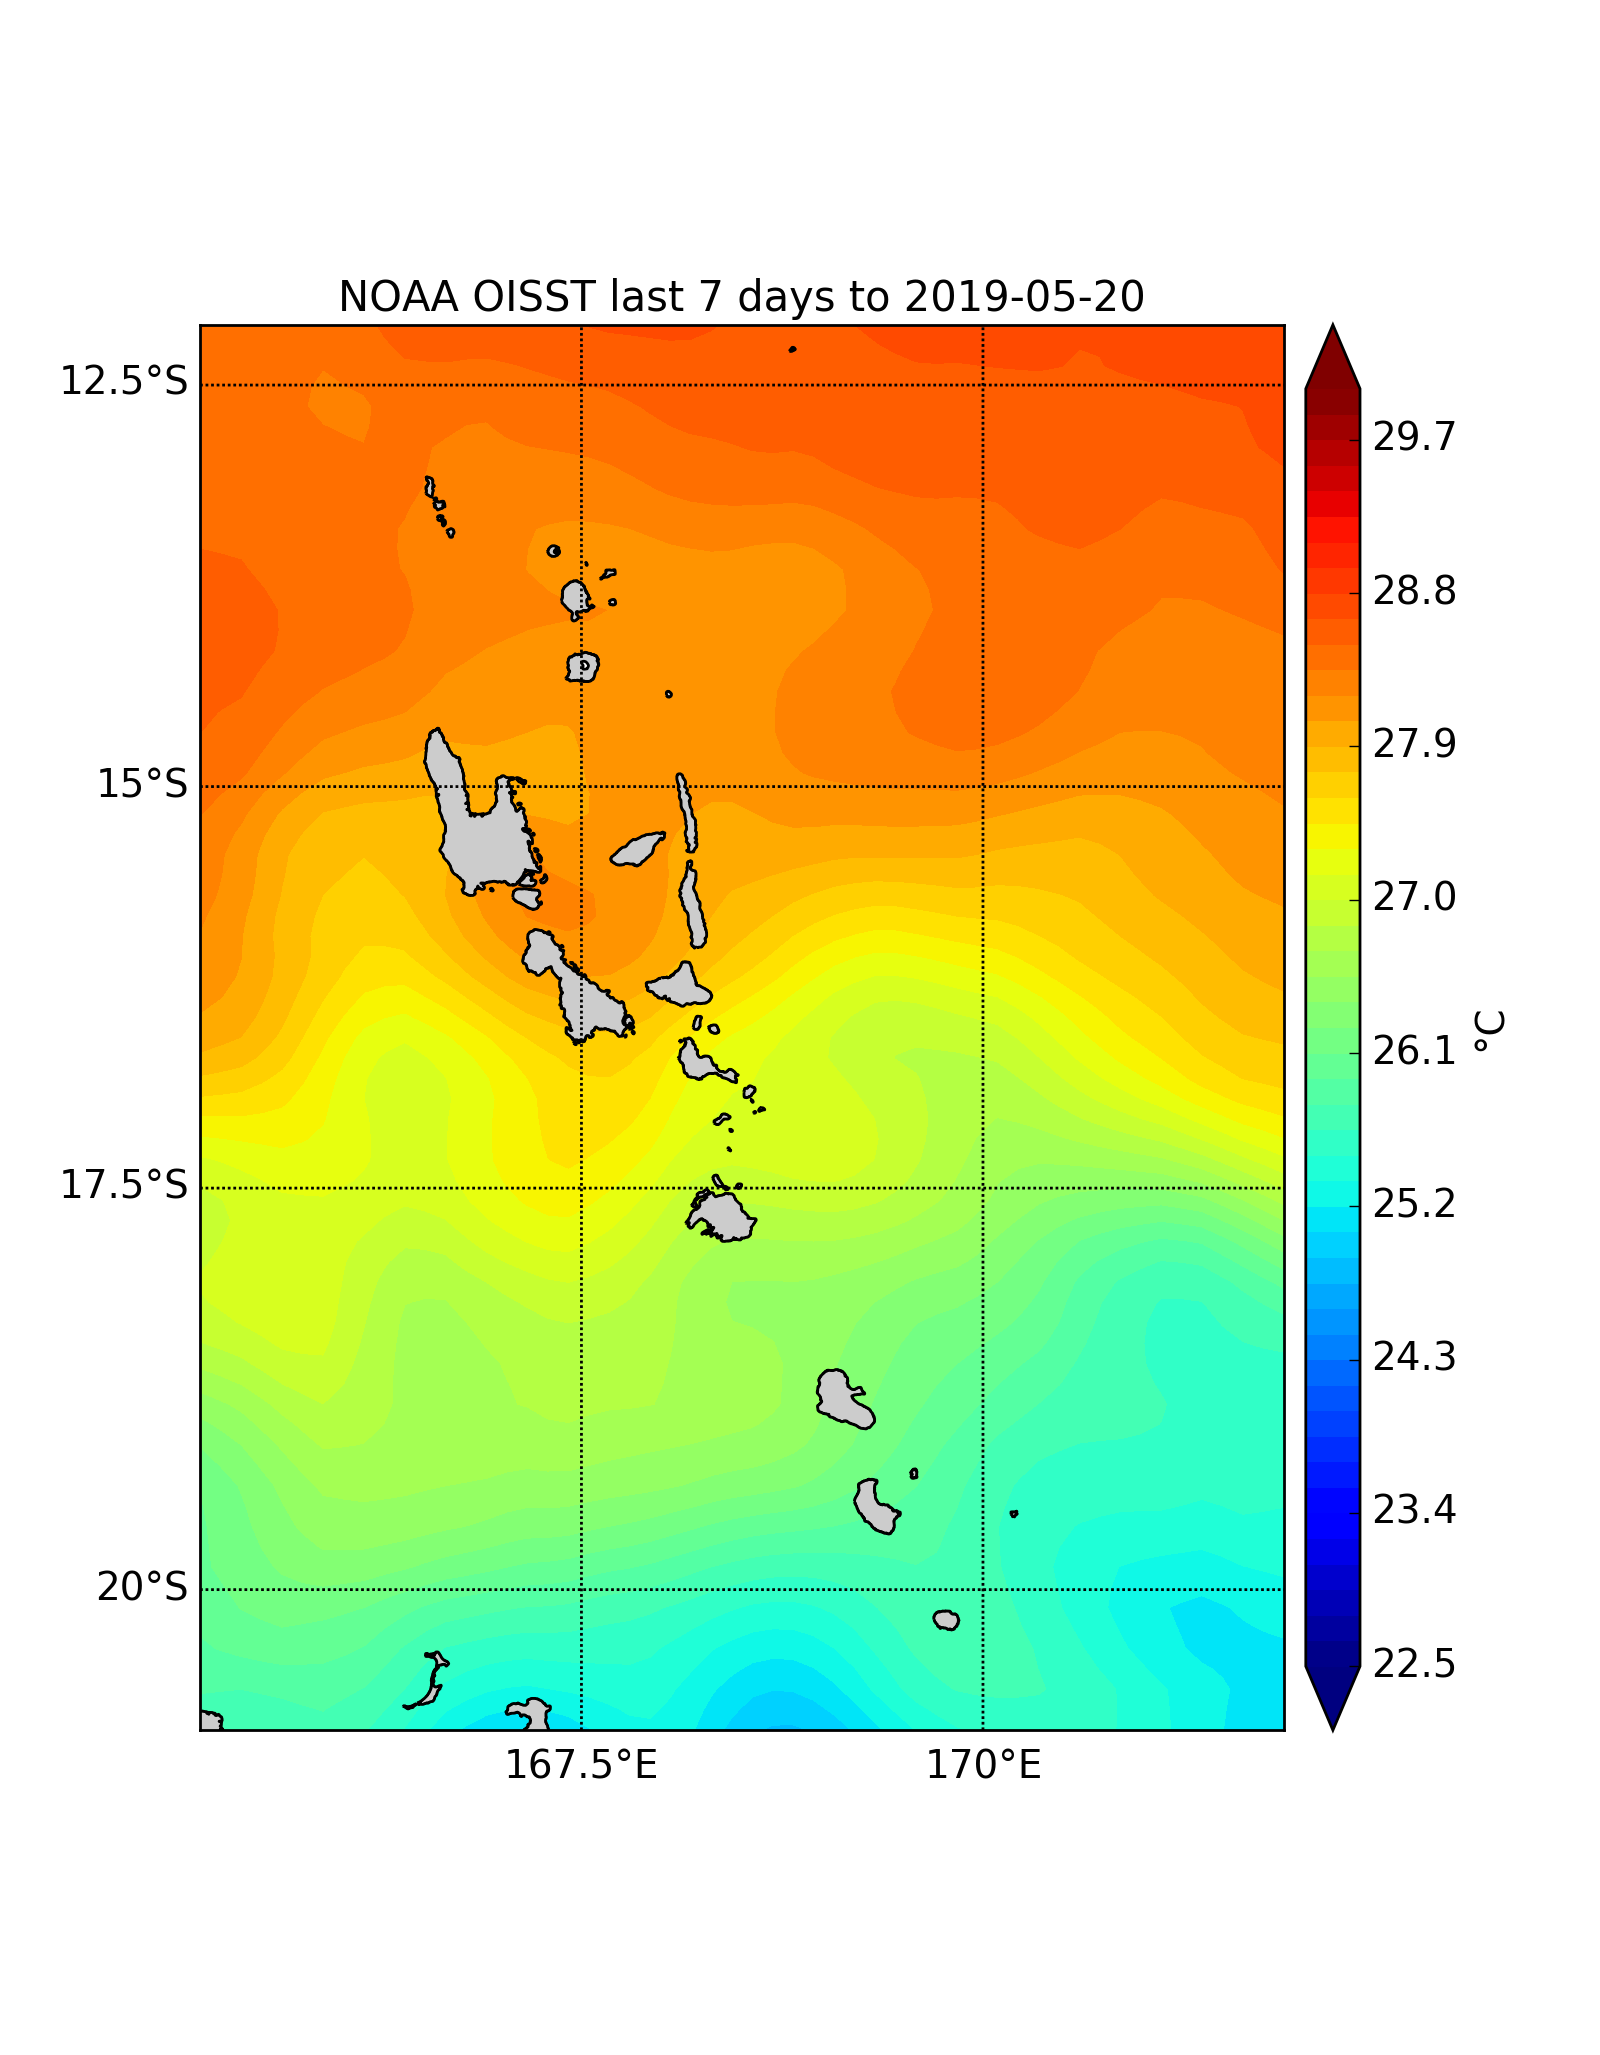 NOAA OISST last 7 days to 2019-05-20
12.5°S
15°S
17.5°S
20°S
167.5°E
170°E
29.7
28.8
27.9
27.0
26.1
25.2
24.3
23.4
22.5
°C